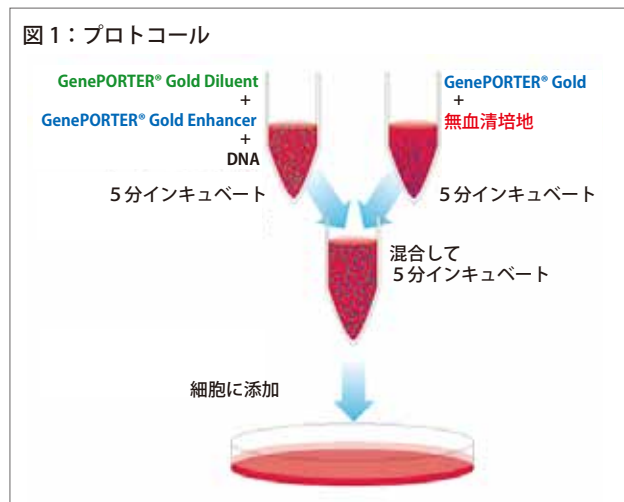 図 1：プロトコール
GenePORTER® Gold Diluent
+
GenePORTER® Gold Enhancer
+
DNA
GenePORTER® Gold
+
無血清培地
5 分インキュベート
5 分インキュベート
混合して
5 分インキュベート
細胞に添加